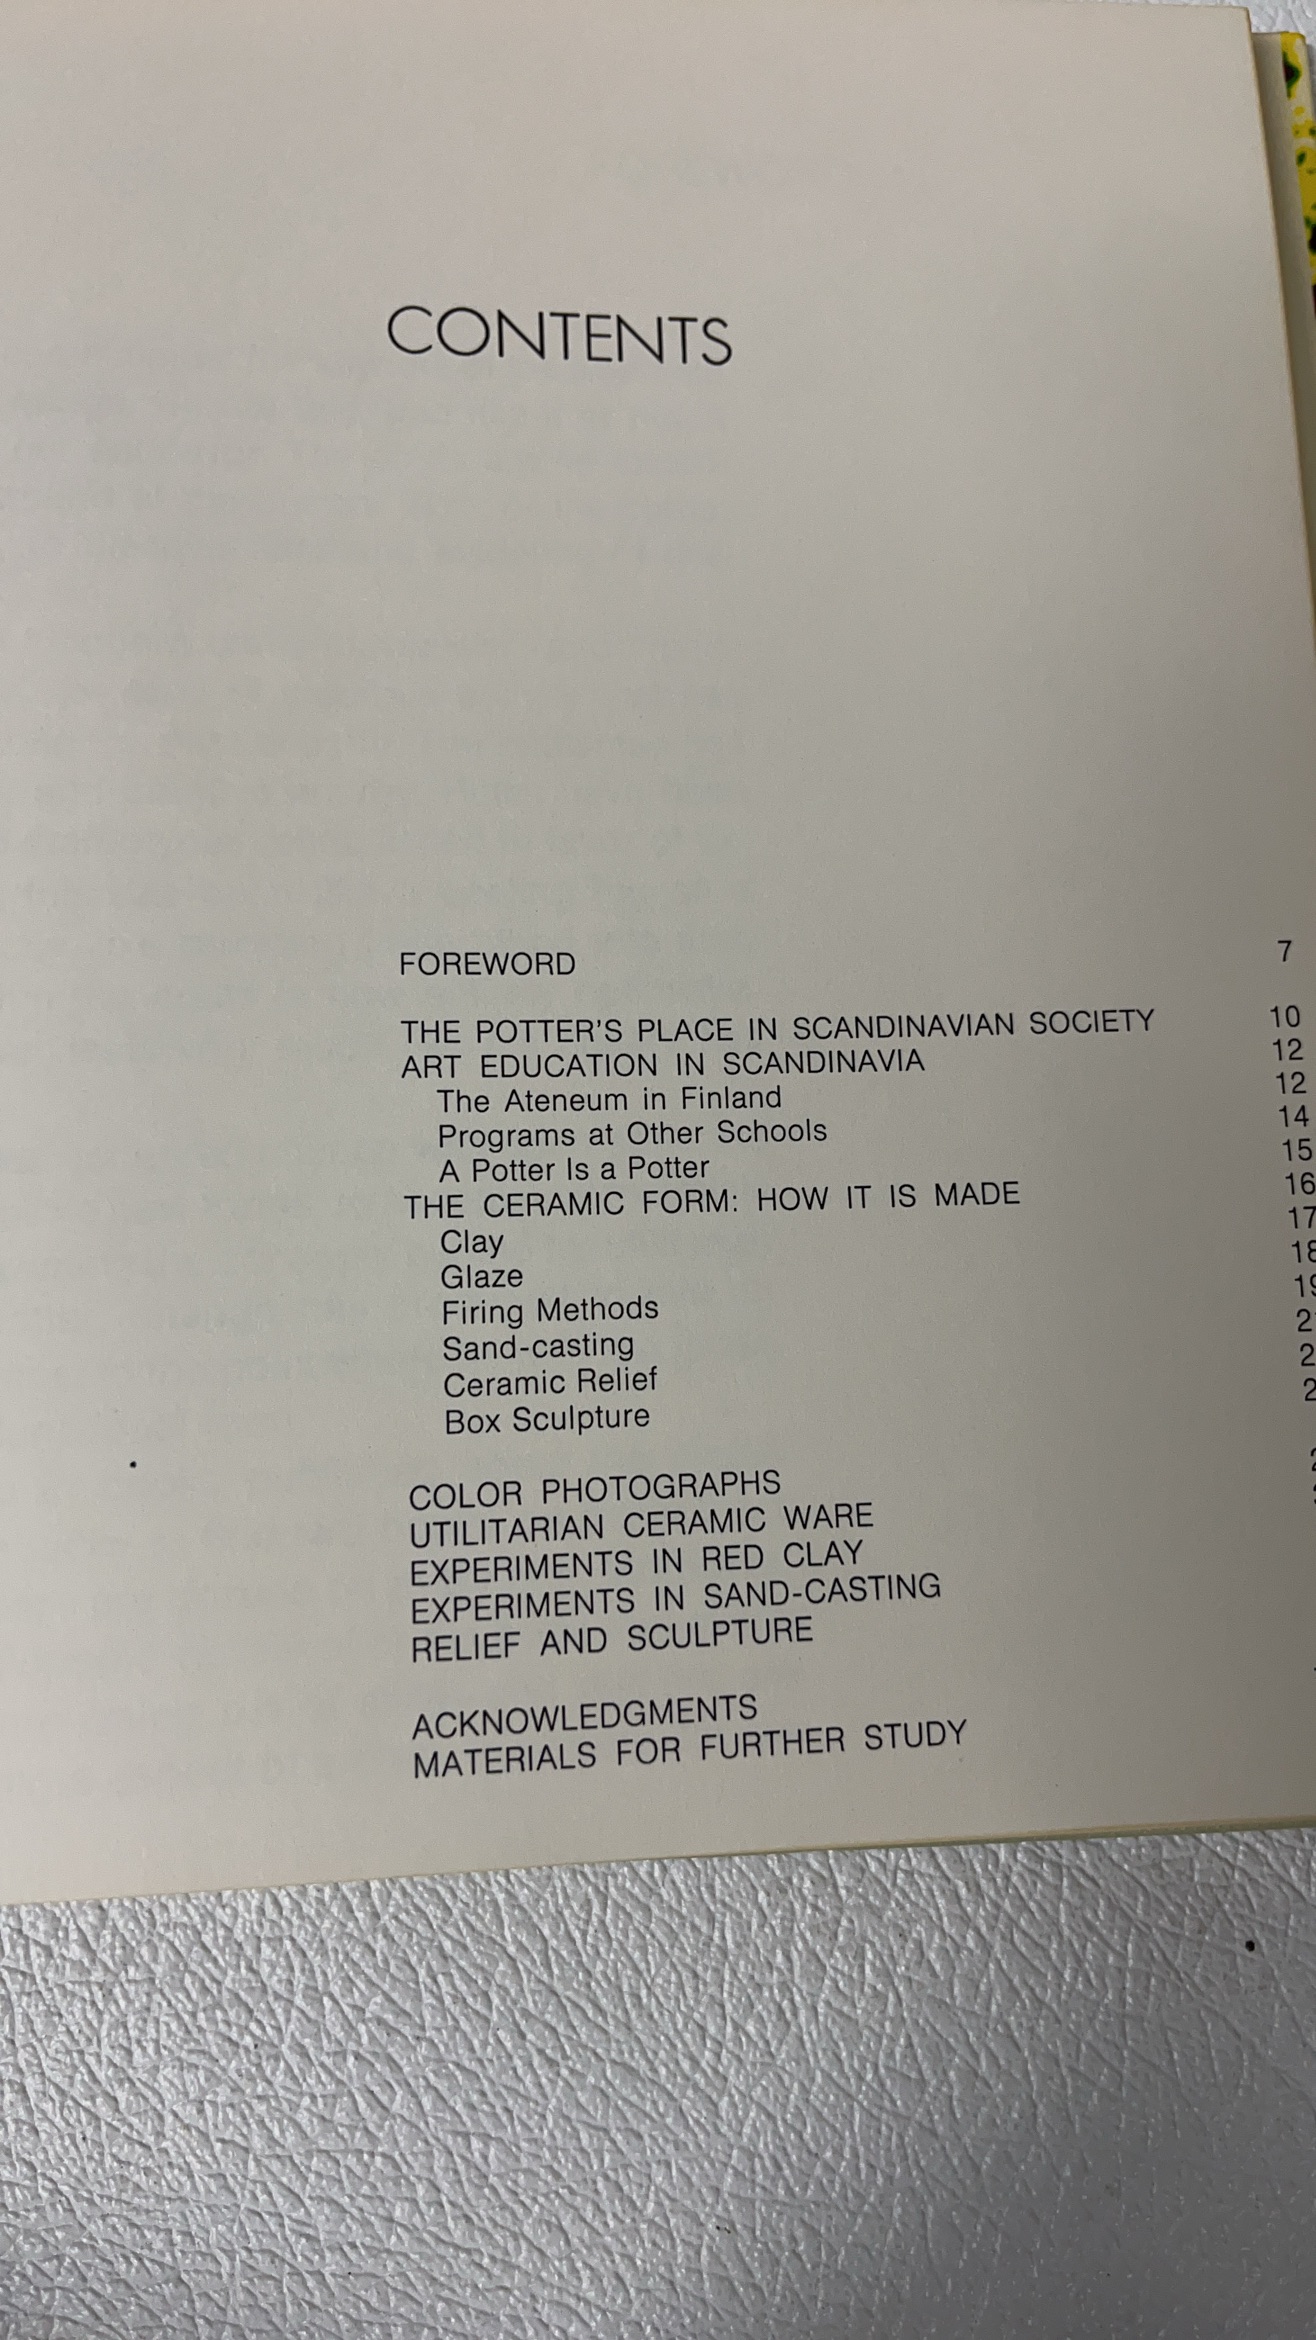 CONTENTS
FOREWORD 7
THE POTTER'S PLACE IN SCANDINAVIAN SOCIETY 10
ART EDUCATION IN SCANDINAVIA 12
The Ateneum in Finland 12
Programs at Other Schools 14
A Potter Is a Potter 15
THE CERAMIC FORM: HOW IT IS MADE 16
Clay 17
Glaze
Firing Methods
Sand-casting
Ceramic Relief
Box Sculpture
COLOR PHOTOGRAPHS
UTILITARIAN CERAMIC WARE
EXPERIMENTS IN RED CLAY
EXPERIMENTS IN SAND-CASTING
RELIEF AND SCULPTURE
ACKNOWLEDGMENTS
MATERIALS FOR FURTHER STUDY